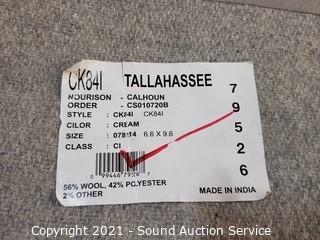 CK84I TALLAHASSEE
NOURISON - CALHOUN
ORDER - CS010720B
STYLE : CK84I CK84I
CILOR : CREAM
SIZE : 078114 6.6 X 9.6
CLASS : CI
7
9
5
2
6
56% WOOL, 42% POLYESTER
2% OTHER
MADE IN INDIA
Copyright 2021 - Sound Auction Service